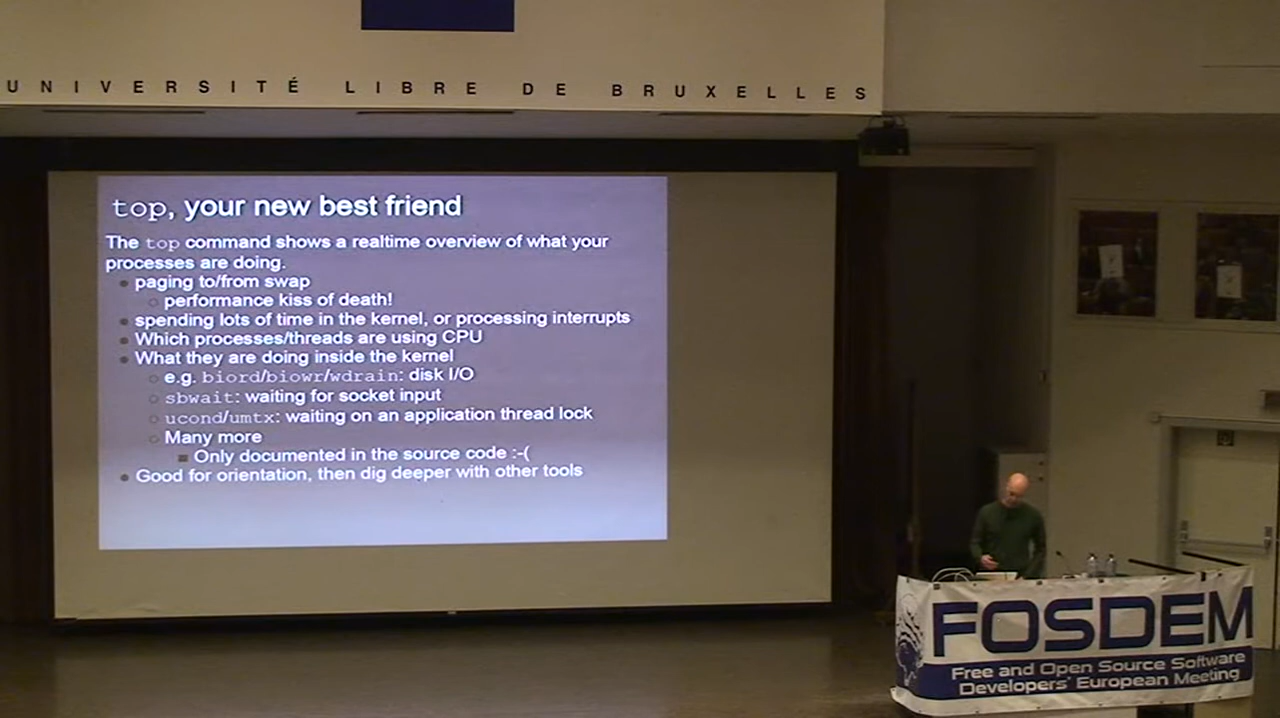 UNIVERSITÉ LIBRE DE BRUXELLES
top, your new best friend
The top command shows a realtime overview of what your
processes are doing.
paging to/from swap
performance kiss of death!
spending lots of time in the kernel, or processing interrupts
Which processes/threads are using CPU
What they are doing inside the kernel
e.g. biord/biowr/wdrain: disk I/O
sbwait: waiting for socket input
ucond/umtx: waiting on an application thread lock
Many more
Only documented in the source code :-(
Good for orientation, then dig deeper with other tools
FOSDEM
Free and Open Source Software
Developers' European Meeting